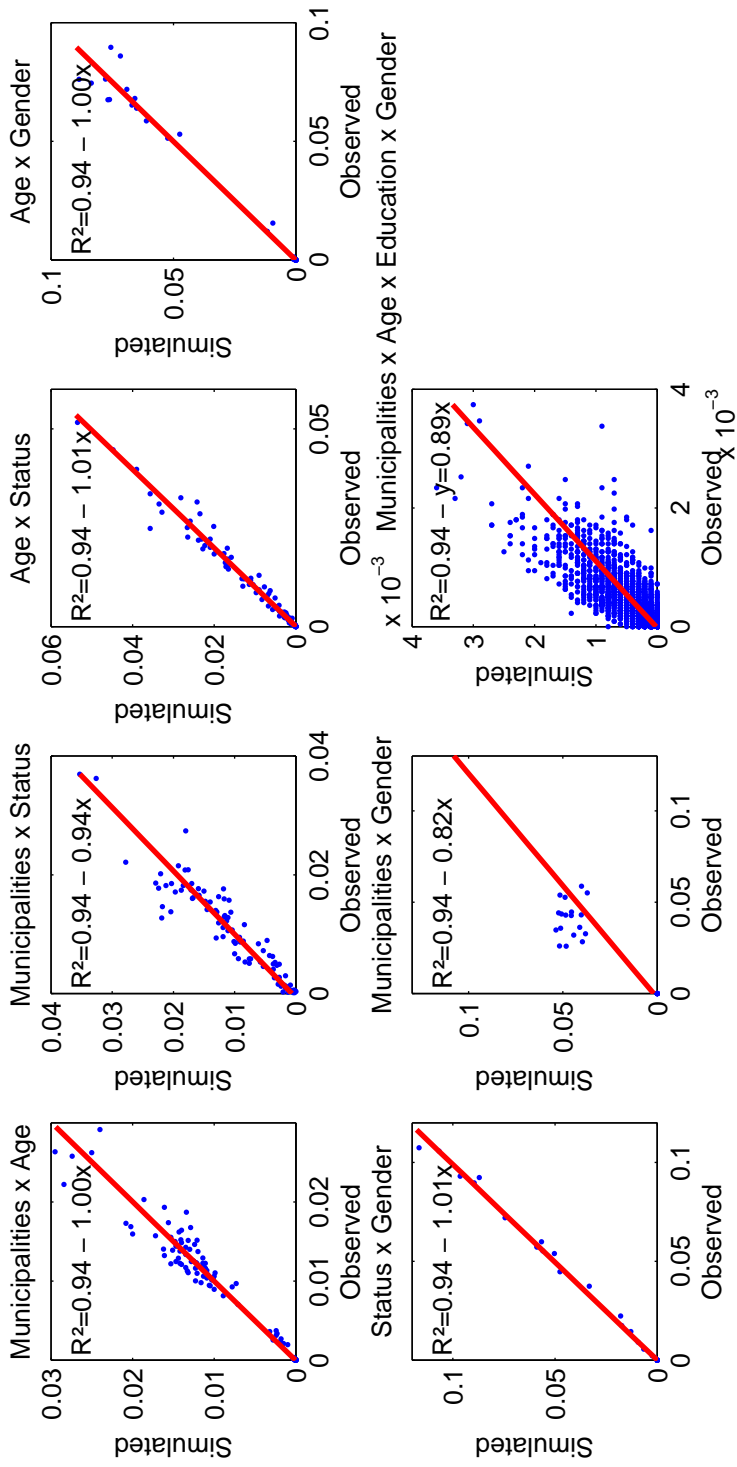 Municipalities x Age
R²=0.94 − 1.00x
0.03
0.02
0.01
0
Simulated
0 0.01 0.02
Observed
Municipalities x Status
R²=0.94 − 0.94x
0.04
0.03
0.02
0.01
0
Simulated
0 0.02 0.04
Observed
Age x Status
R²=0.94 − 1.01x
0.06
0.04
0.02
0
Simulated
0 0.05
Observed
Age x Gender
R²=0.94 − 1.00x
0.1
0.05
0
Simulated
0 0.05 0.1
Observed
Status x Gender
R²=0.94 − 1.01x
0.1
0.05
0
Simulated
0 0.05 0.1
Observed
Municipalities x Gender
R²=0.94 − 0.82x
0.1
0.05
0
Simulated
0 0.05 0.1
Observed
x 10⁻³ Municipalities x Age x Education x Gender
R²=0.94 − y=0.89x
4
3
2
1
0
Simulated
0 2 4
Observed
x 10⁻³